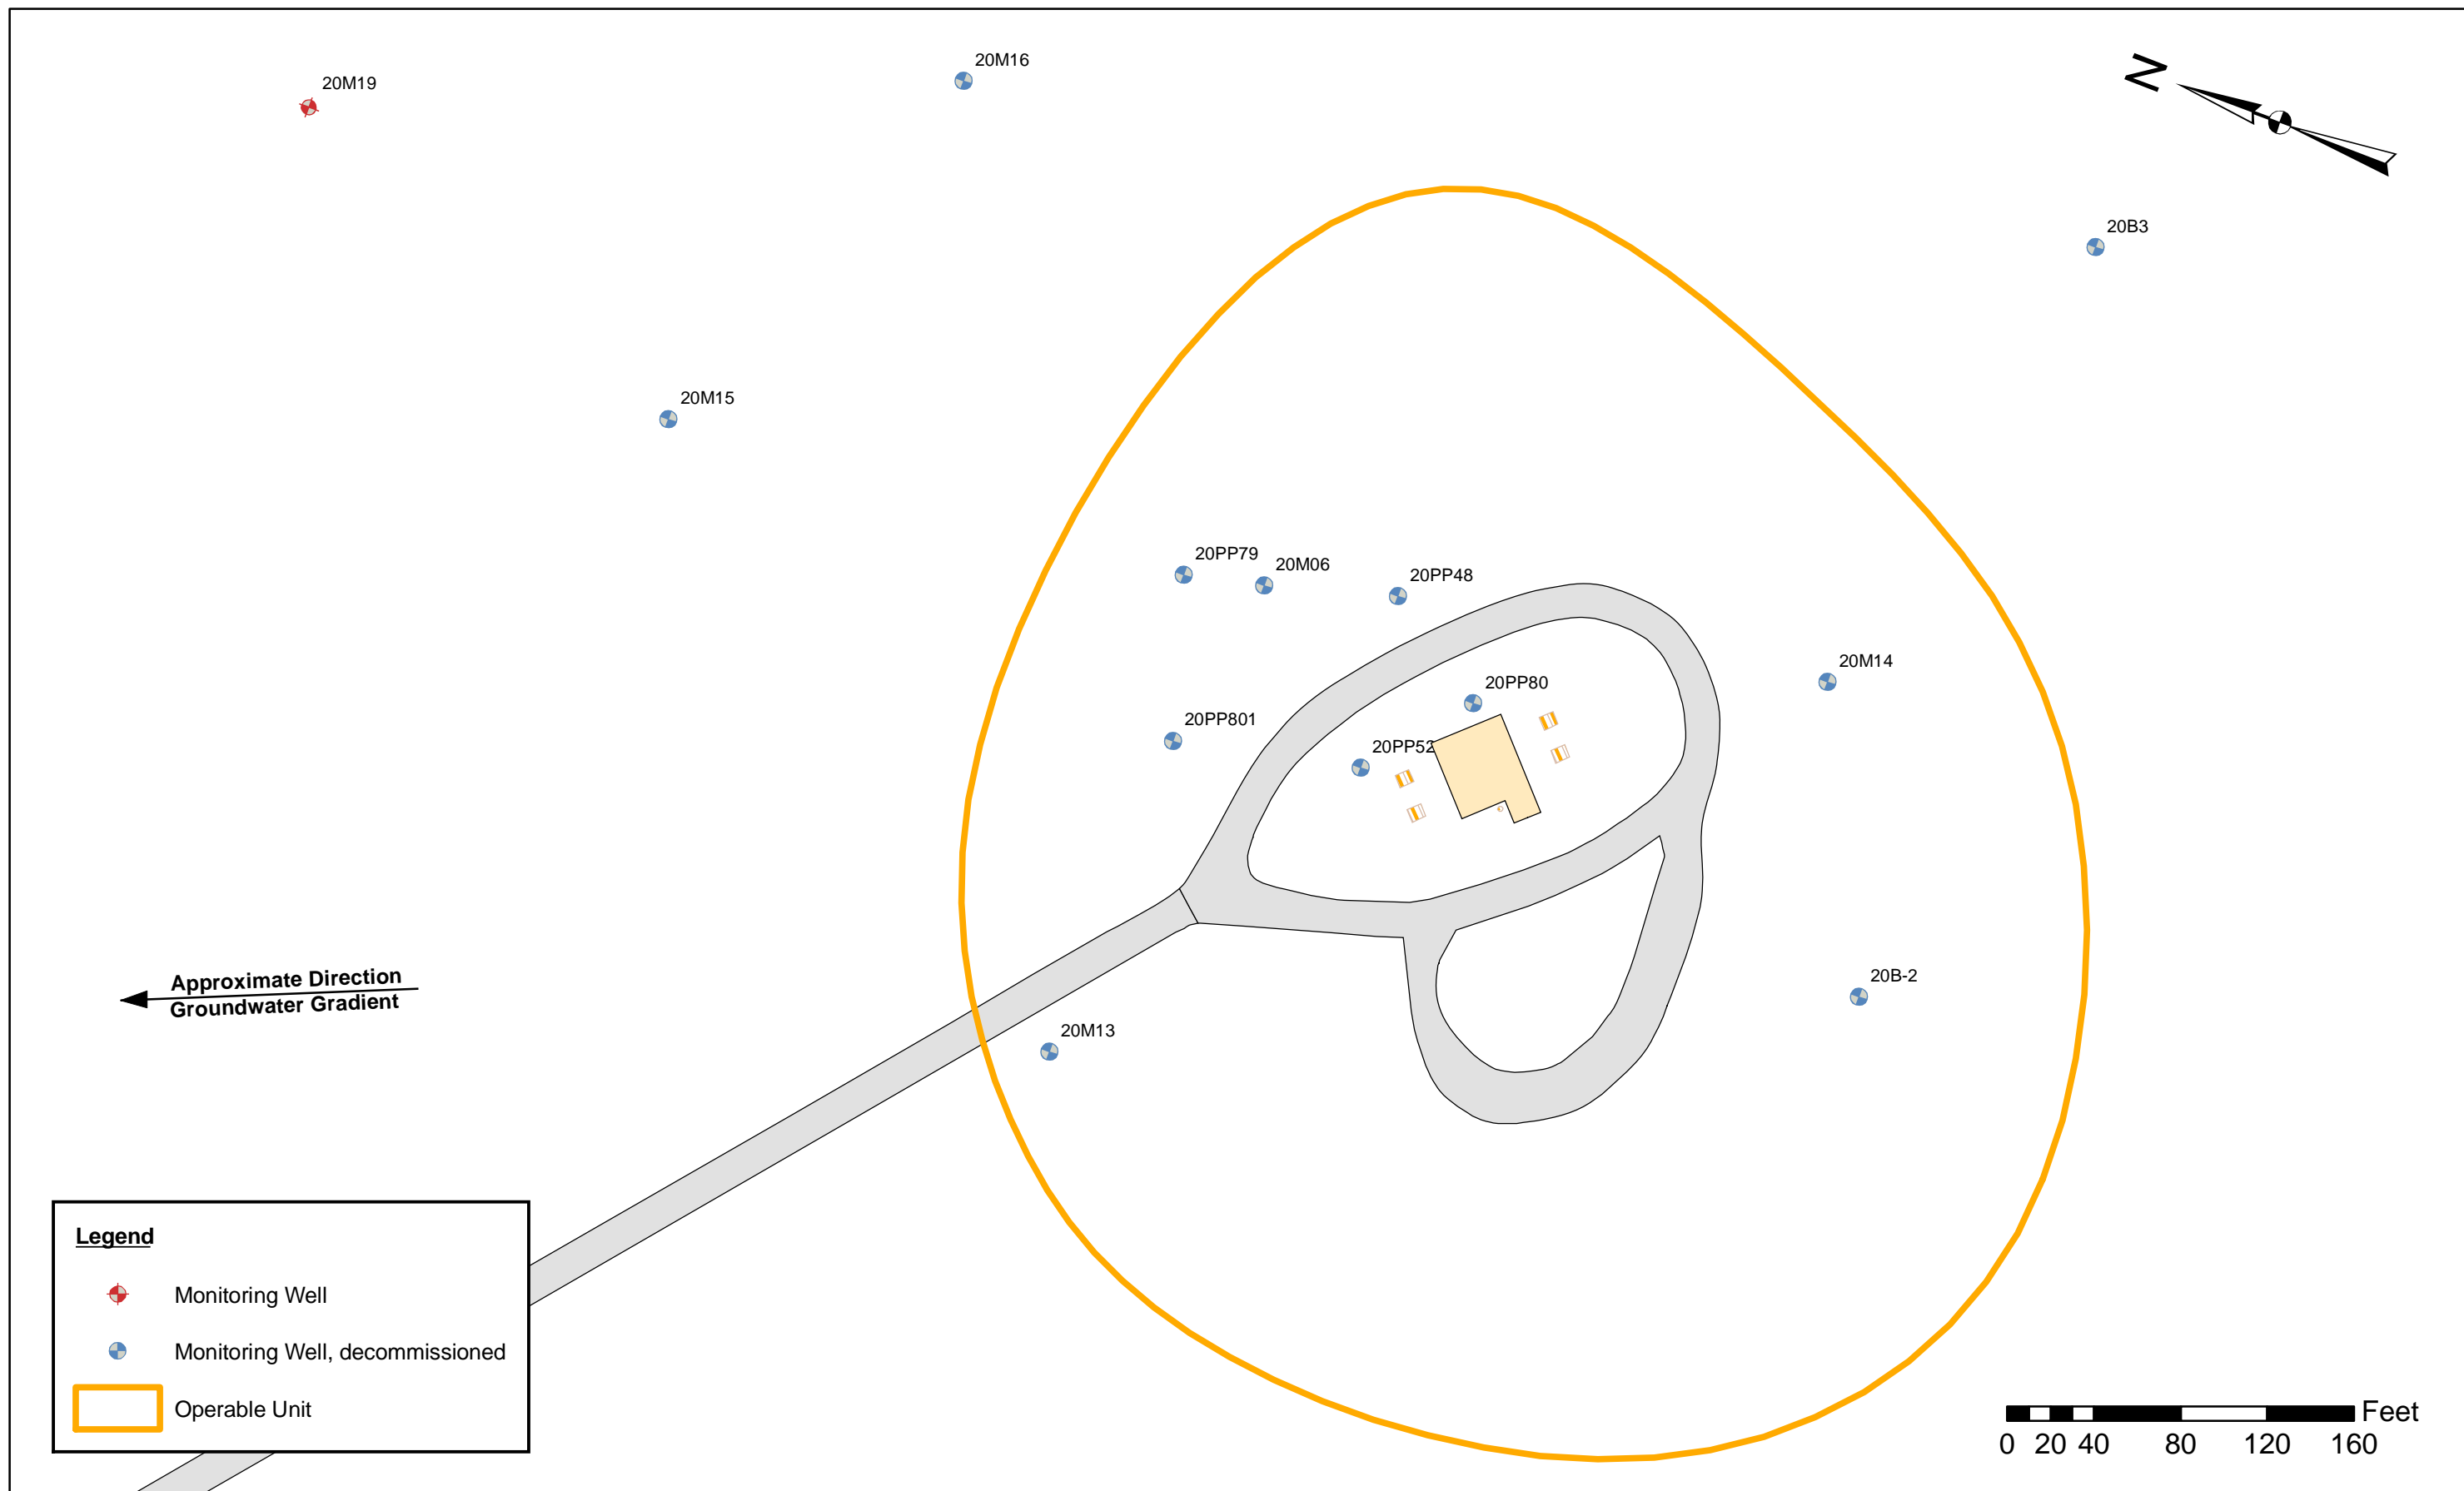 20M16
20M19
N
20B3
20M15
20PP79
20M06
20PP48
20M14
20PP80
20PP801
20PP52
Approximate Direction
Groundwater Gradient
20B-2
20M13
Legend
Monitoring Well
Monitoring Well, decommissioned
Operable Unit
Feet
0 20 40 80 120 160